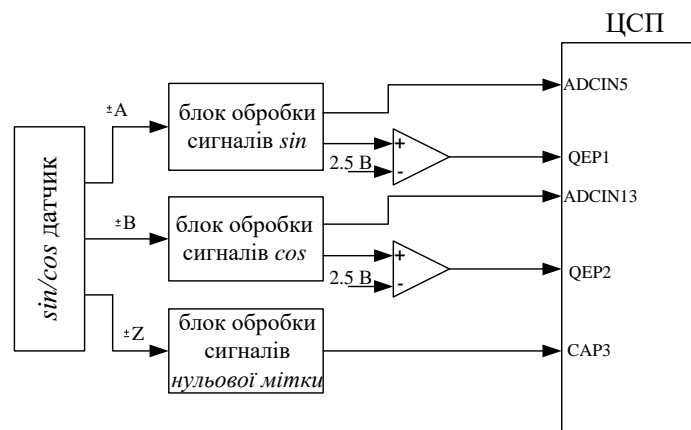 ЦСП
ADCIN5
±A
блок обробки
сигналів sin
+
2.5 В
-
QEP1
ADCIN13
sin/cos датчик
±B
блок обробки
сигналів cos
+
2.5 В
-
QEP2
±Z
блок обробки
сигналів
нульової мітки
CAP3